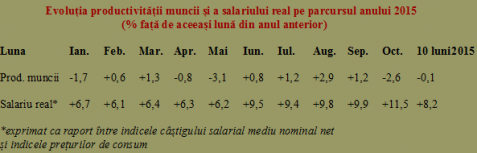 Evoluția productivității muncii și a salariului real pe parcursul anului 2015
(% față de aceeași luna din anul anterior)
Luna Ian. Feb. Mar. Apr. Mai Iun. Iul. Aug. Sep. Oct. 10 luni2015
Prod. muncii -1,7 +0,6 +1,3 -0,8 -3,1 +0,8 +1,2 +2,9 +1,2 -2,6 -0,1
Salariu real* +6,7 +6,1 +6,4 +6,3 +6,2 +9,5 +9,4 +9,8 +9,9 +11,5 +8,2
*exprimat ca raport între indicele câștigului salarial mediu nominal net
și indicele prețurilor de consum